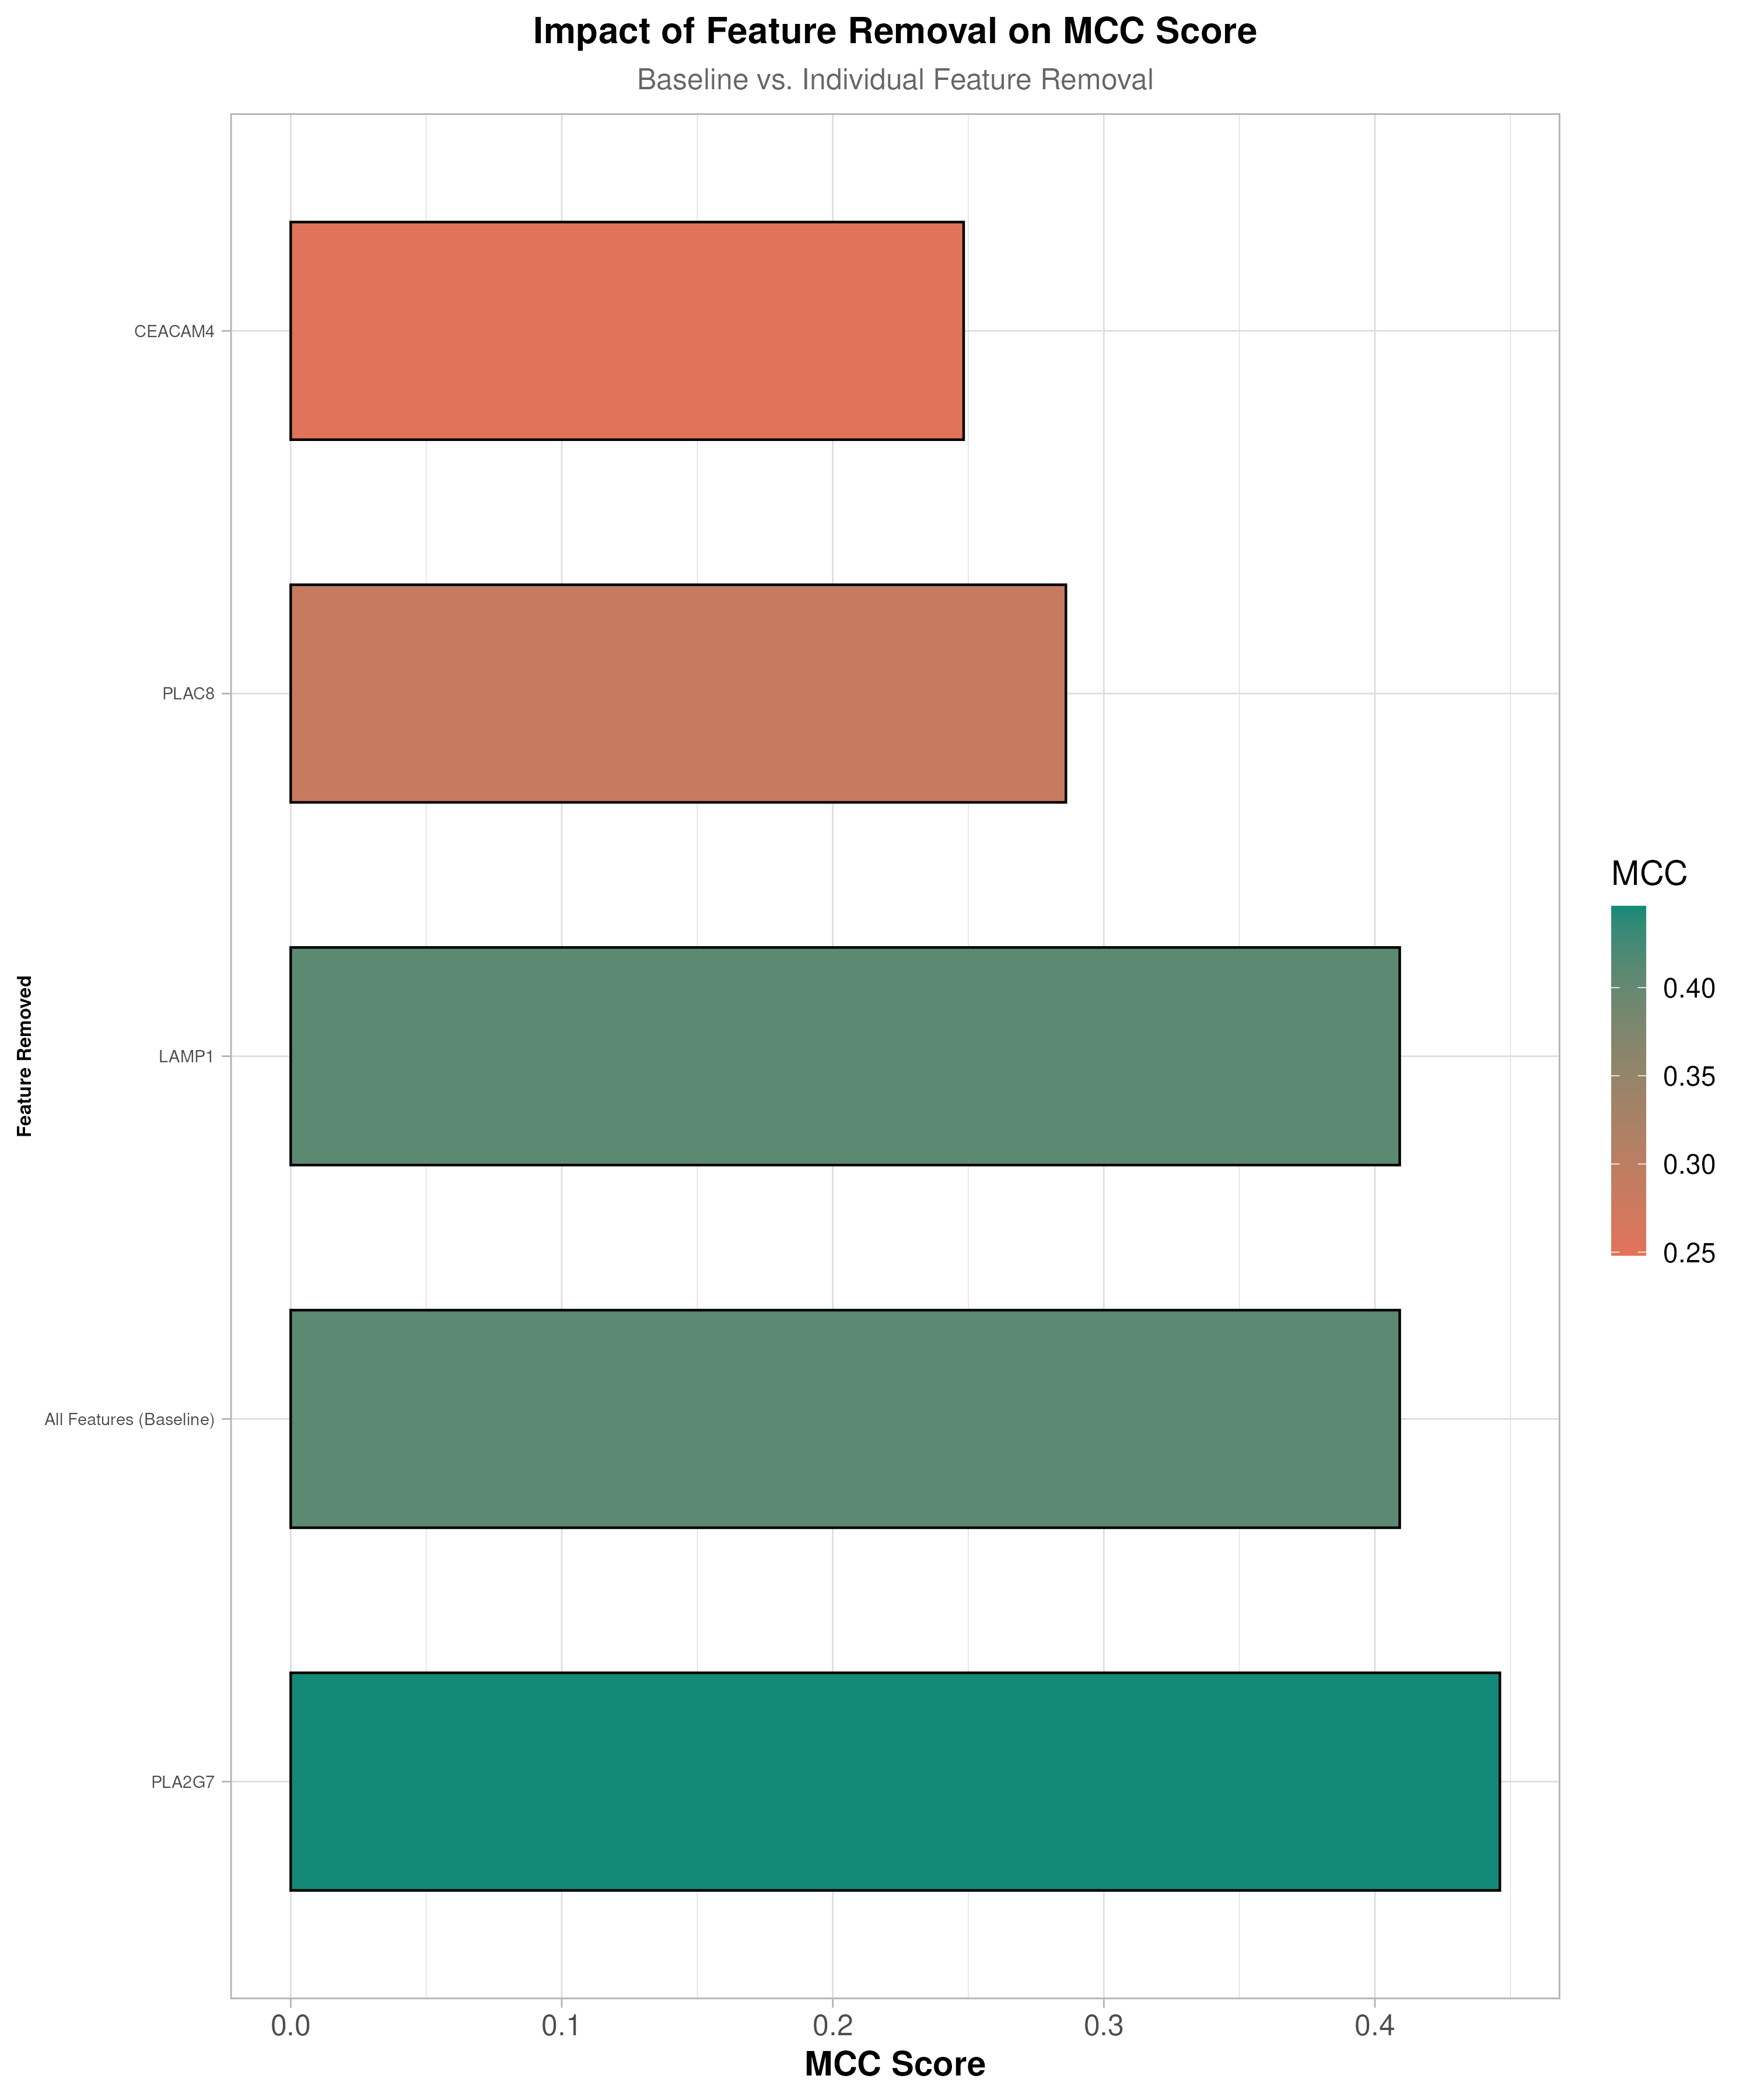 Impact of Feature Removal on MCC Score
Baseline vs. Individual Feature Removal
Feature Removed
CEACAM4
PLAC8
LAMP1
All Features (Baseline)
PLA2G7
0.0 0.1 0.2 0.3 0.4
MCC Score
MCC
0.40
0.35
0.30
0.25